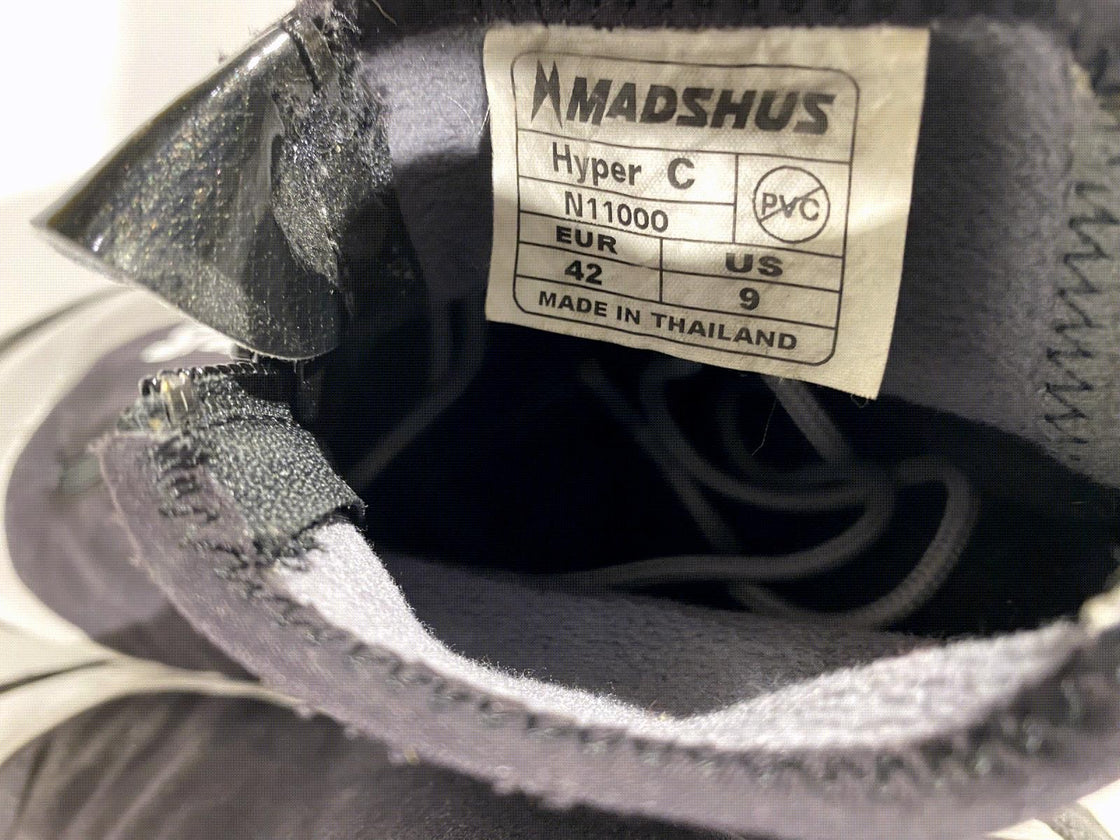 MADSHUS
Hyper C
N11000
PVC
EUR
US
42
9
MADE IN THAILAND